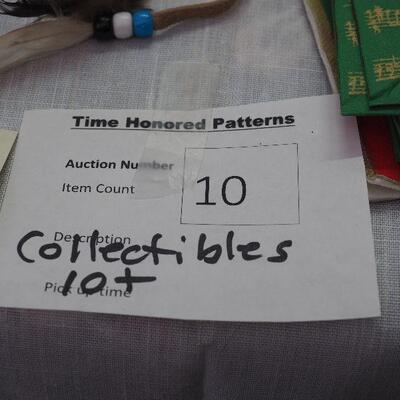 Time Honored Patterns
Auction Number
Item Count
10
Description
Collectibles
10+
Pick up time